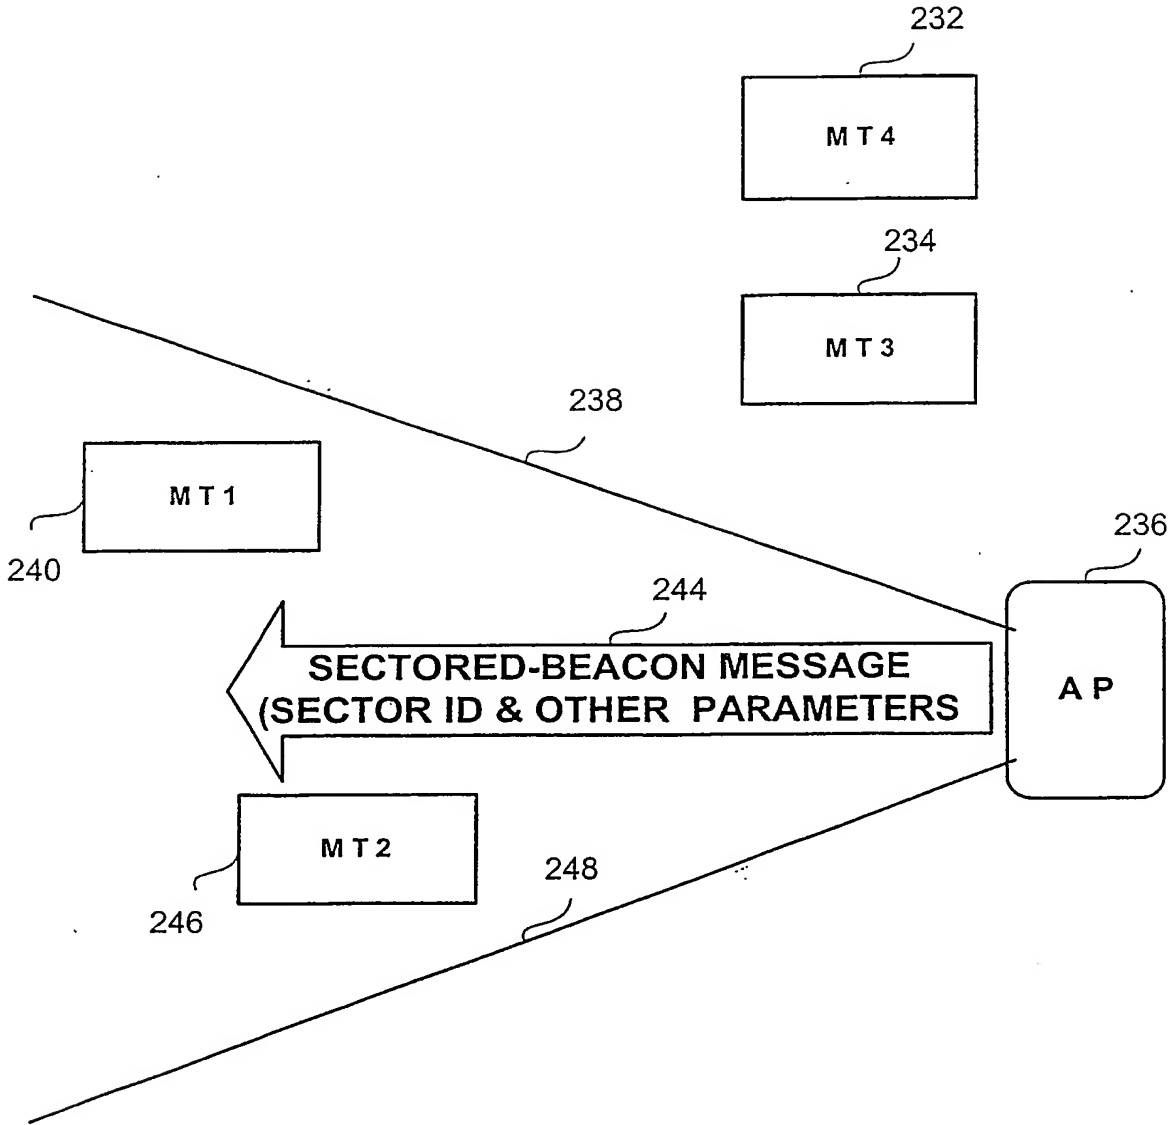 232
MT4
234
MT3
238
MT1
240
236
244
SECTORED-BEACON MESSAGE
(SECTOR ID & OTHER PARAMETERS
AP
MT2
246
248